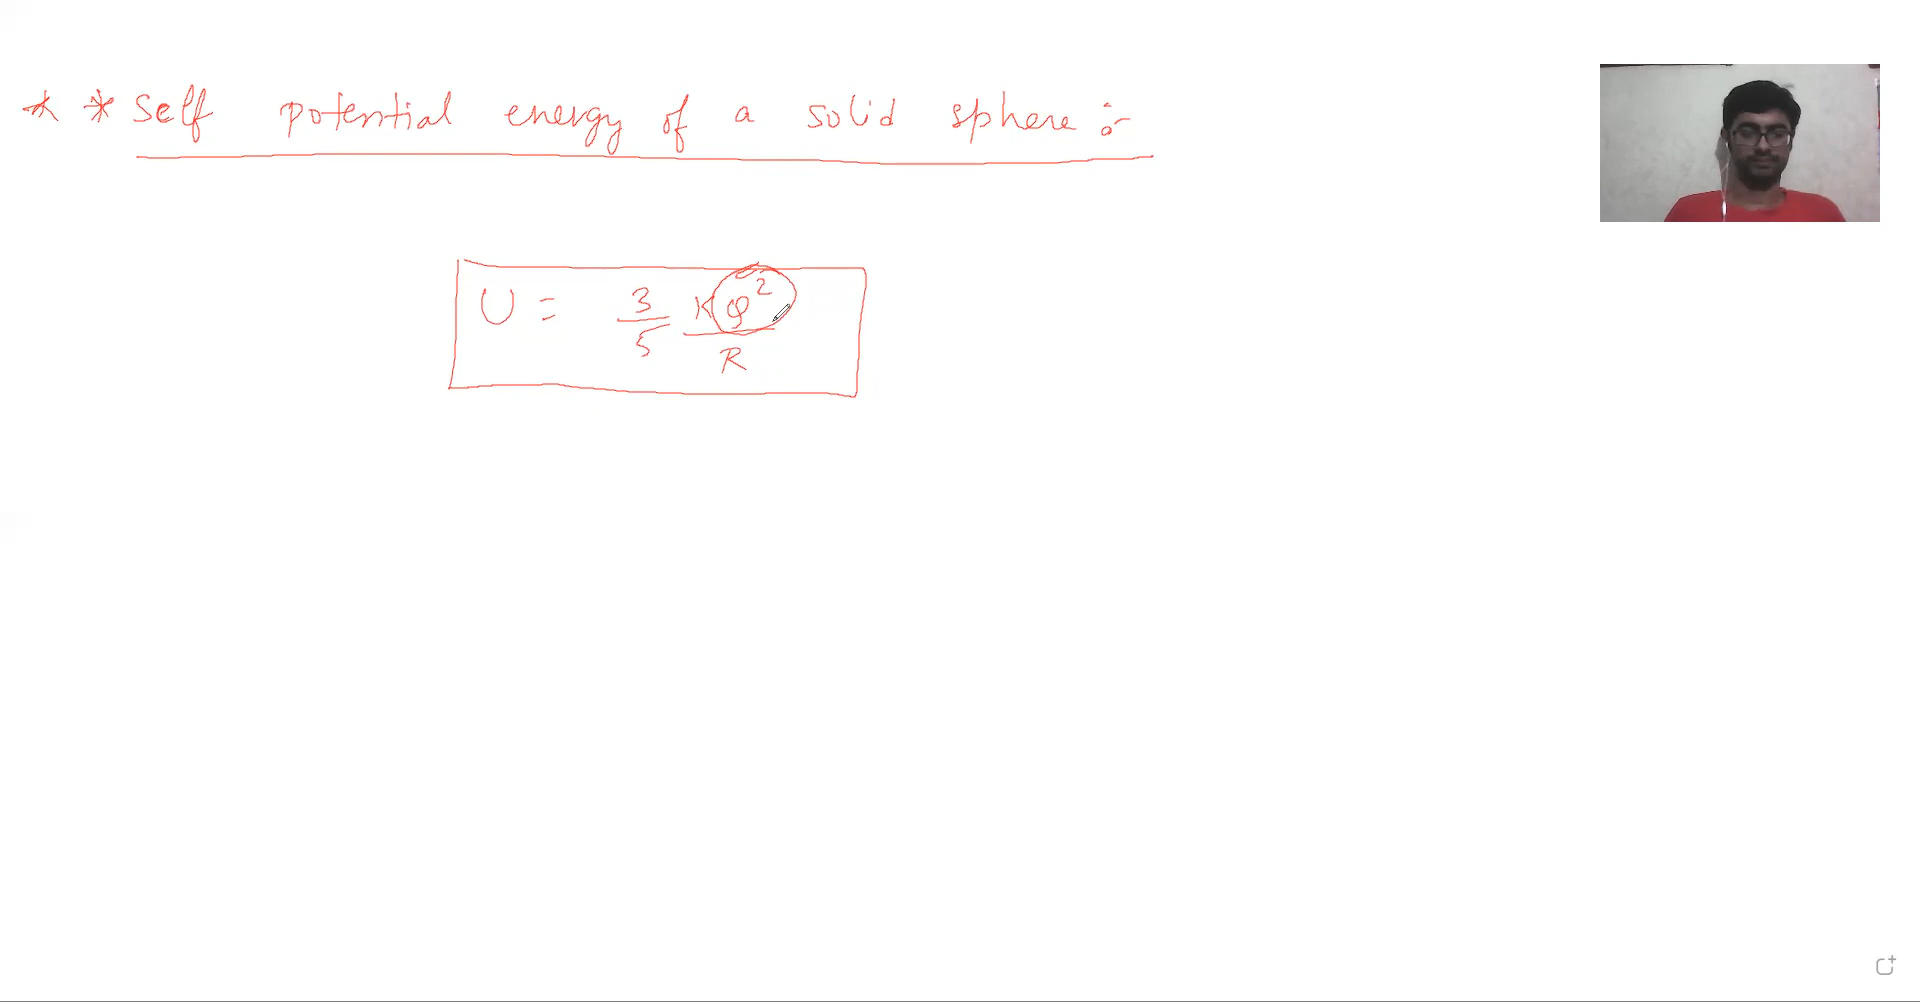 * * Self potential energy of a solid sphere :-
U = 3/5 KQ²/R